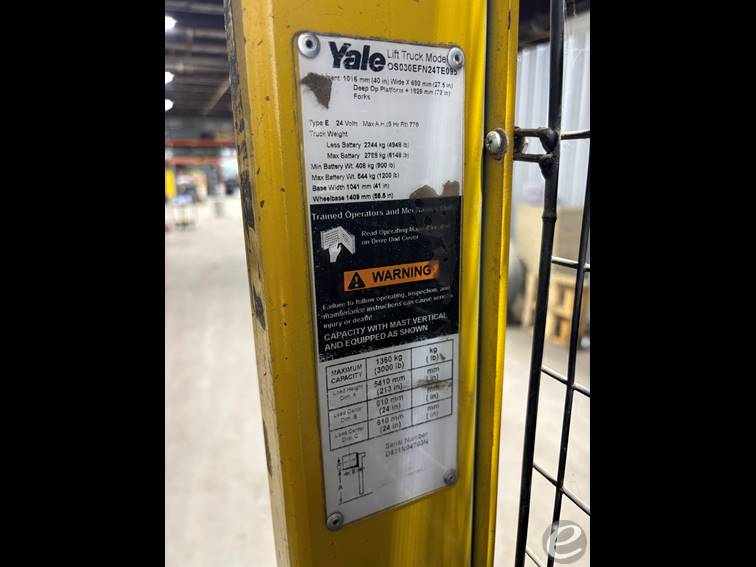 Yale
Lift Truck Model
OS030EFN24TE095
1016 mm (40 in) Wide X 699 mm (27.5 in)
Deep Op Platform + 1829 mm (72 in)
Forks
Type E 24 Volts Max A.H. (6 Hr Rt) 770
Truck Weight
Less Battery 2244 kg (4948 lb)
Max Battery 2789 kg (6148 lb)
Min Battery Wt. 408 kg (900 lb)
Max Battery Wt. 544 kg (1200 lb)
Base Width 1041 mm (41 in)
Wheelbase 1409 mm (55.5 in)
Trained Operators and
Read Operating
on Drive Unit Cover
WARNING
Failure to follow operating, inspection, and
maintenance instructions can cause serious
injury or death!
CAPACITY WITH MAST VERTICAL
AND EQUIPPED AS SHOWN
MAXIMUM CAPACITY 1360 kg (3000 lb) kg ( lb)
Load Height Dim. A 5410 mm (213 in) mm ( in)
Load Center Dim. B 610 mm (24 in) mm ( in)
Load Center Dim. C 610 mm (24 in) mm ( in)
Serial Number
A
B
e